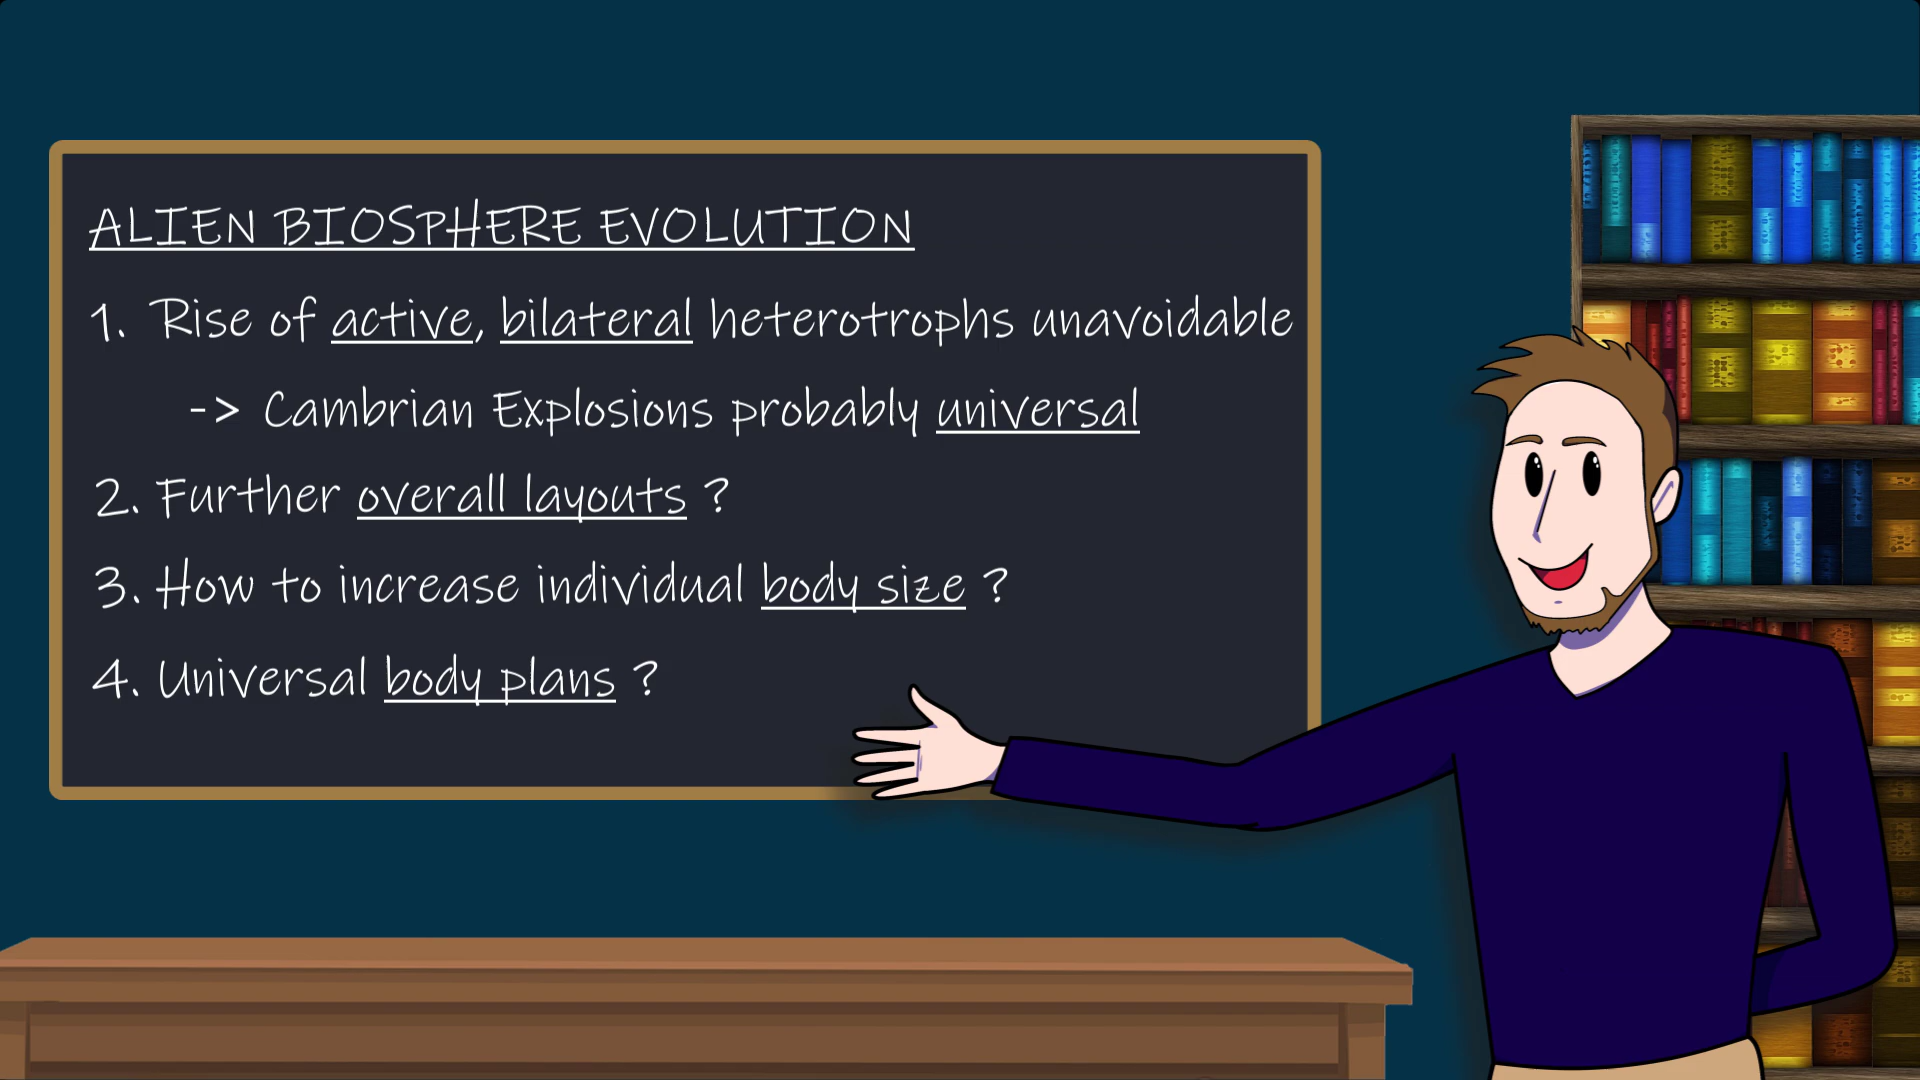 ALIEN BIOSPHERE EVOLUTION
1. Rise of active, bilateral heterotrophs unavoidable
-> Cambrian Explosions probably universal
2. Further overall layouts ?
3. How to increase individual body size ?
4. Universal body plans ?